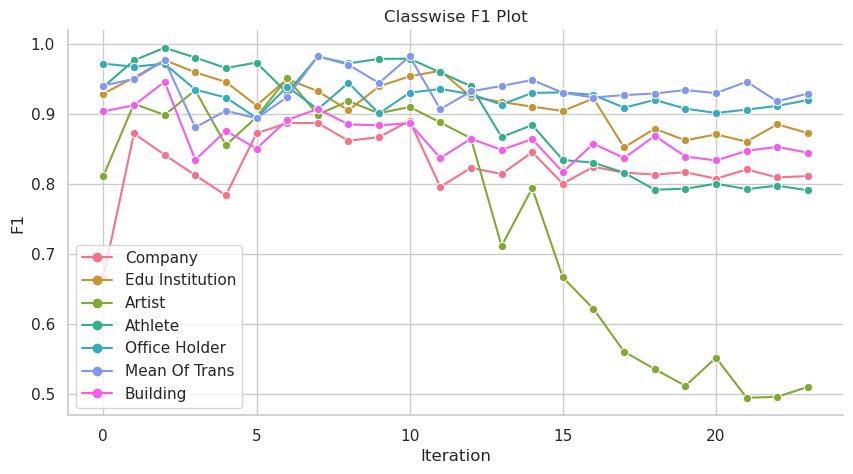 Classwise F1 Plot
F1
1.0
0.9
0.8
0.7
0.6
0.5
Company
Edu Institution
Artist
Athlete
Office Holder
Mean Of Trans
Building
0 5 10 15 20
Iteration